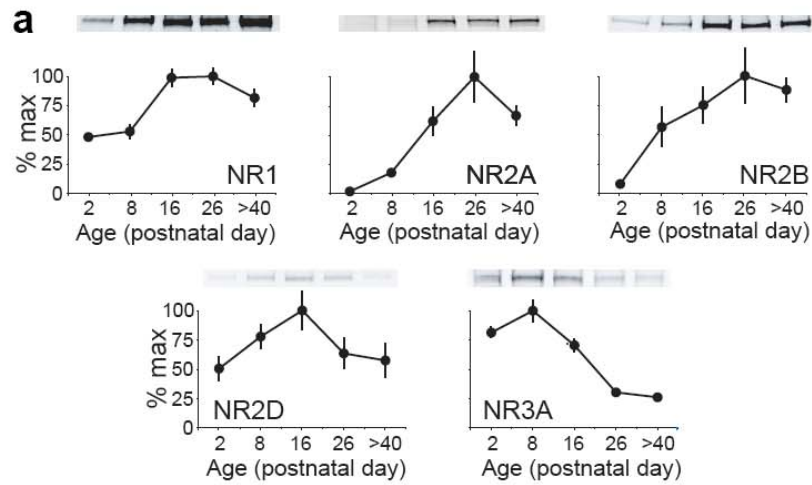 a
100
75
50
25
0
% max
NR1
2 8 16 26 >40
Age (postnatal day)
NR2A
2 8 16 26 >40
Age (postnatal day)
NR2B
2 8 16 26 >40
Age (postnatal day)
100
75
50
25
0
% max
NR2D
2 8 16 26 >40
Age (postnatal day)
NR3A
2 8 16 26 >40
Age (postnatal day)